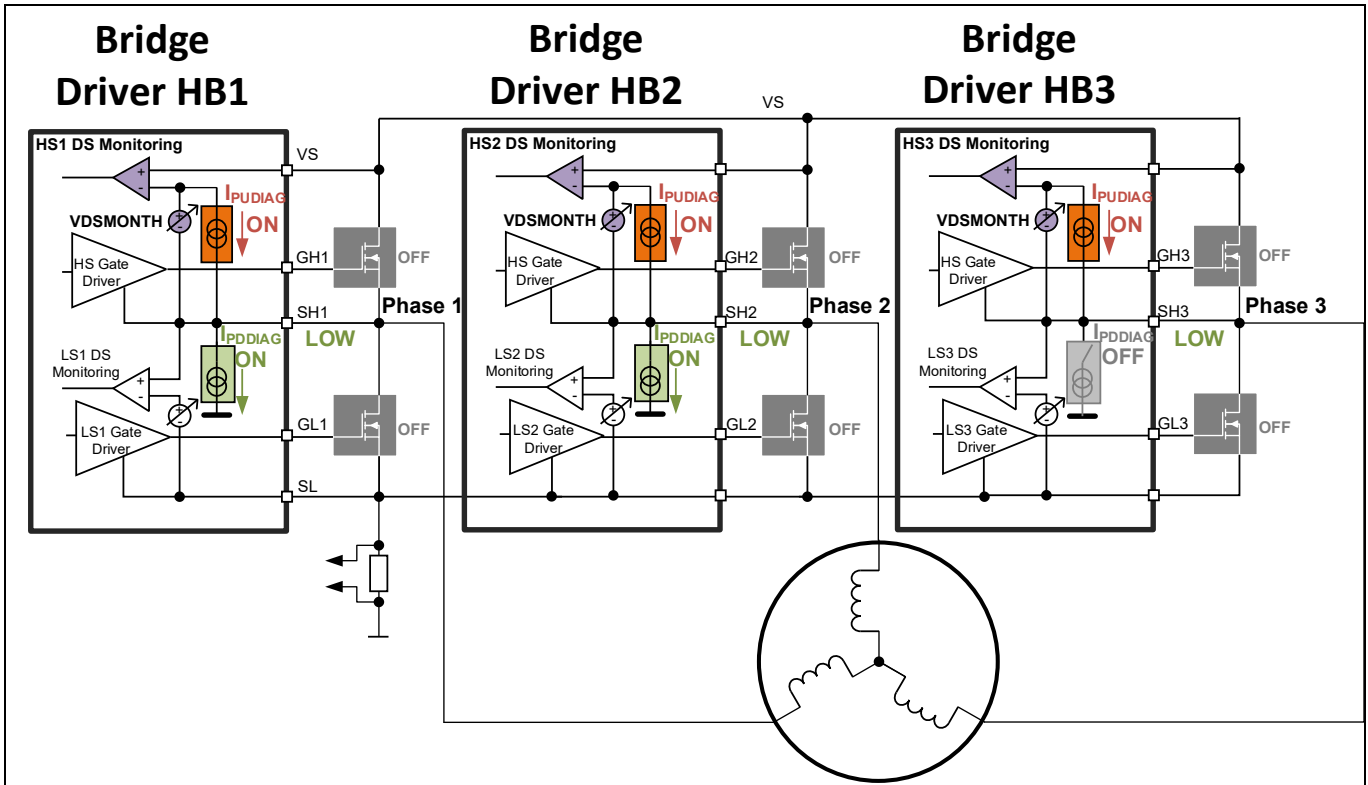 Bridge
Driver HB1
Bridge
Driver HB2
Bridge
Driver HB3
HS1 DS Monitoring
VS
+
-
VDSMONTH
+
-
IPUDIAG
ON
HS Gate
Driver
GH1
OFF
SH1
Phase 1
LOW
IPDDIAG
ON
LS1 DS
Monitoring
+
-
+
-
LS1 Gate
Driver
GL1
OFF
SL
VS
HS2 DS Monitoring
+
-
VDSMONTH
+
-
IPUDIAG
ON
HS Gate
Driver
GH2
OFF
SH2
Phase 2
LOW
IPDDIAG
ON
LS2 DS
Monitoring
+
-
+
-
LS2 Gate
Driver
GL2
OFF
HS3 DS Monitoring
+
-
VDSMONTH
+
-
IPUDIAG
ON
HS Gate
Driver
GH3
OFF
SH3
Phase 3
LOW
IPDDIAG
OFF
LS3 DS
Monitoring
+
-
+
-
LS3 Gate
Driver
GL3
OFF